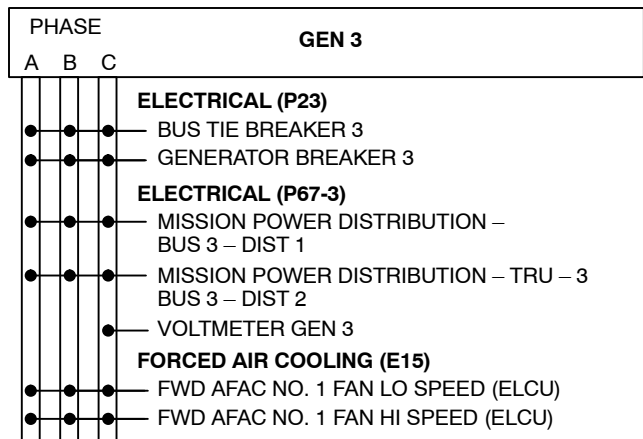 PHASE
GEN 3
A B C
ELECTRICAL (P23)
BUS TIE BREAKER 3
GENERATOR BREAKER 3
ELECTRICAL (P67-3)
MISSION POWER DISTRIBUTION –
BUS 3 – DIST 1
MISSION POWER DISTRIBUTION – TRU – 3
BUS 3 – DIST 2
VOLTMETER GEN 3
FORCED AIR COOLING (E15)
FWD AFAC NO. 1 FAN LO SPEED (ELCU)
FWD AFAC NO. 1 FAN HI SPEED (ELCU)